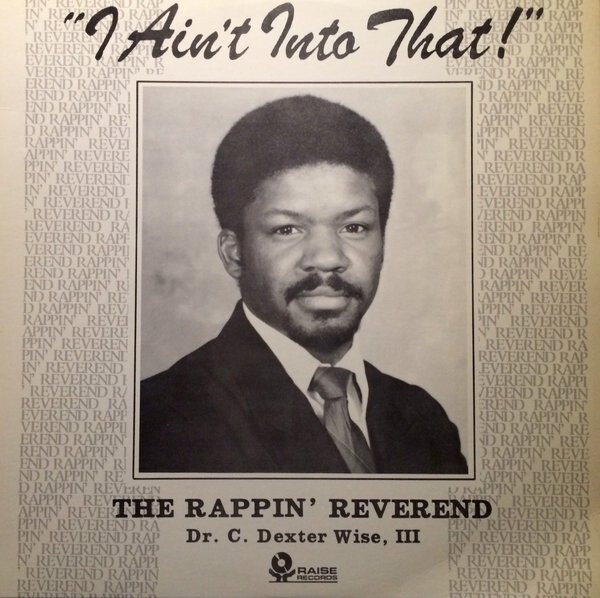 "I Ain't Into That!"
THE RAPPIN' REVEREND
Dr. C. Dexter Wise, III
RAISE
RECORDS